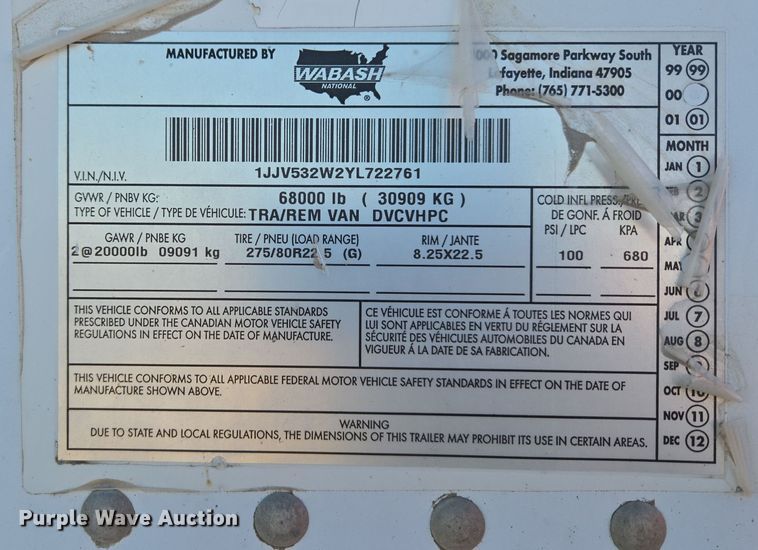 MANUFACTURED BY
WABASH
NATIONAL
®
Sagamore Parkway South
Lafayette, Indiana 47905
Phone: (765) 771-5300
YEAR
99 99
00
01 01
V.I.N./N.I.V.
1JJV532W2YL722761
GVWR / PNBV KG:
68000 lb ( 30909 KG )
TYPE OF VEHICLE / TYPE DE VÉHICULE:
TRA/REM VAN DVCVHPC
COLD INFL PRESS./
DE GONF. Á FROID
PSI / LPC KPA
100 680
GAWR / PNBE KG
TIRE / PNEU (LOAD RANGE)
RIM / JANTE
2@20000lb 09091 kg
275/80R22.5 (G)
8.25X22.5
THIS VEHICLE CONFORMS TO ALL APPLICABLE STANDARDS
PRESCRIBED UNDER THE CANADIAN MOTOR VEHICLE SAFETY
REGULATIONS IN EFFECT ON THE DATE OF MANUFACTURE.
CE VÉHICULE EST CONFORME Á TOUTES LES NORMES QUI
LUI SONT APPLICABLES EN VERTU DU RÉGLEMENT SUR LA
SÉCURITÉ DES VÉHICULES AUTOMOBILES DU CANADA EN
VIGUEUR Á LA DATE DE SA FABRICATION.
THIS VEHICLE CONFORMS TO ALL APPLICABLE FEDERAL MOTOR VEHICLE SAFETY STANDARDS IN EFFECT ON THE DATE OF
MANUFACTURE SHOWN ABOVE.
WARNING
DUE TO STATE AND LOCAL REGULATIONS, THE DIMENSIONS OF THIS TRAILER MAY PROHIBIT ITS USE IN CERTAIN AREAS.
MONTH
JAN 1
FEB 2
MAR 3
APR
MAY
JUN 6
JUL 7
AUG 8
SEP 9
OCT 10
NOV 11
DEC 12
Purple Wave Auction